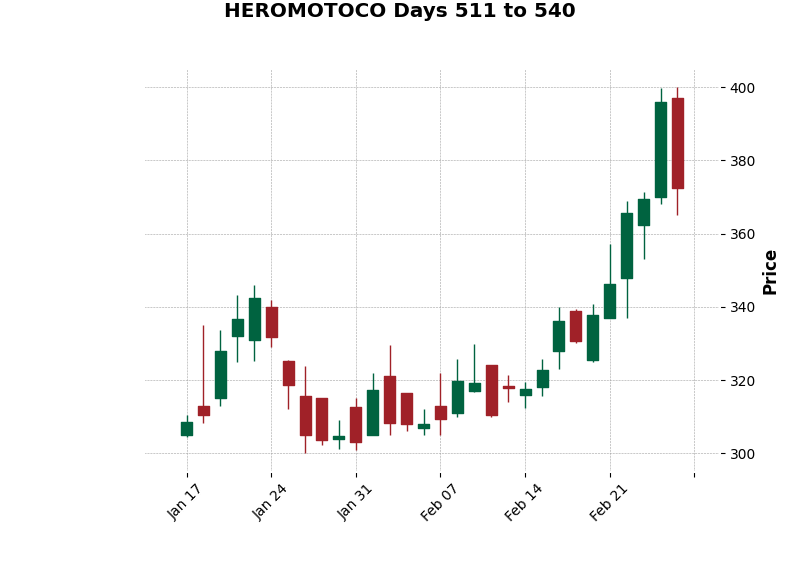 HEROMOTOCO Days 511 to 540
400
380
360
340
320
300
Price
Jan 17
Jan 24
Jan 31
Feb 07
Feb 14
Feb 21